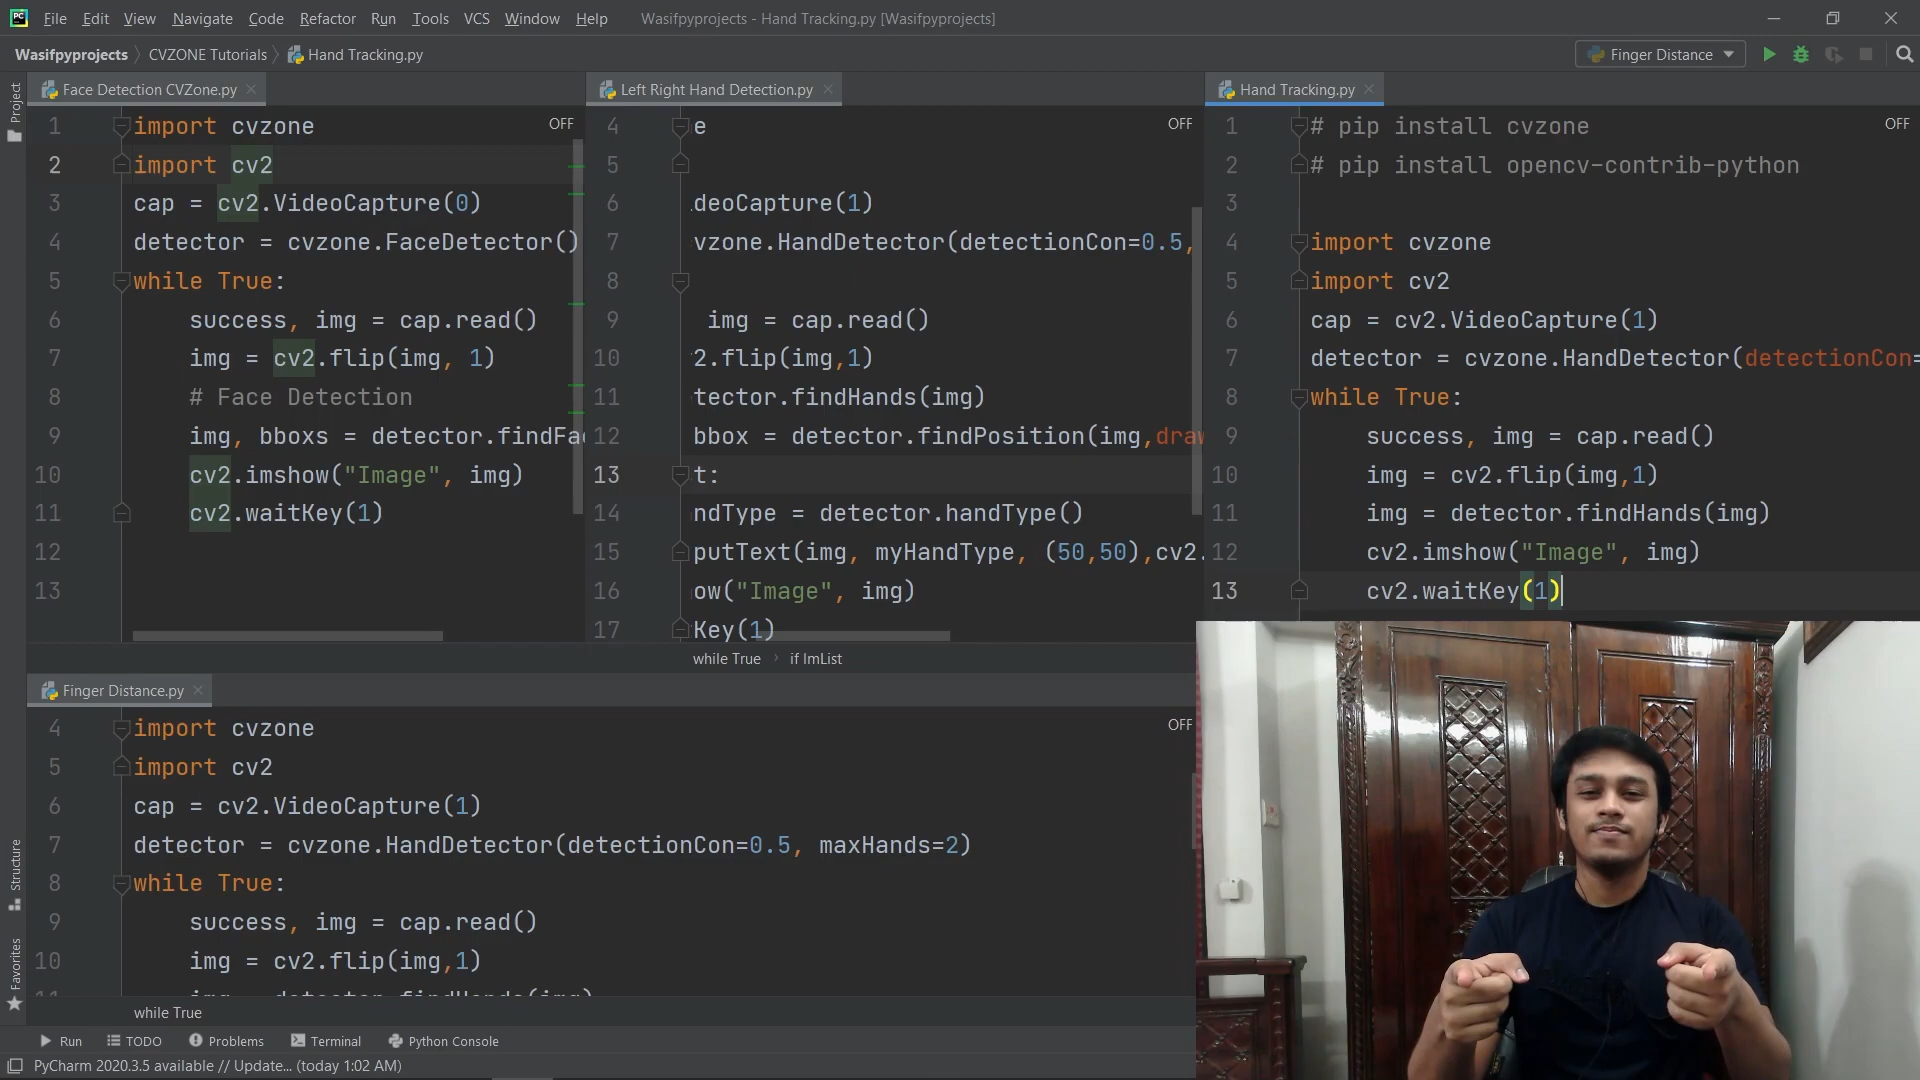 File Edit View Navigate Code Refactor Run Tools VCS Window Help Wasifpyprojects - Hand Tracking.py [Wasifpyprojects]
Wasifpyprojects CVZONE Tutorials Hand Tracking.py Finger Distance
Project
Structure
Favorites
Face Detection CVZone.py
OFF
1 import cvzone
2 import cv2
3 cap = cv2.VideoCapture(0)
4 detector = cvzone.FaceDetector()
5 while True:
6 success, img = cap.read()
7 img = cv2.flip(img, 1)
8 # Face Detection
9 img, bboxs = detector.findFa
10 cv2.imshow("Image", img)
11 cv2.waitKey(1)
12
13
Left Right Hand Detection.py
OFF
4 e
5
6 .deoCapture(1)
7 vzone.HandDetector(detectionCon=0.5,
8
9 img = cap.read()
10 2.flip(img,1)
11 tector.findHands(img)
12 bbox = detector.findPosition(img,draw
13 t:
14 ndType = detector.handType()
15 putText(img, myHandType, (50,50),cv2.
16 ow("Image", img)
17 Key(1)
while True if lmList
Hand Tracking.py
OFF
1 # pip install cvzone
2 # pip install opencv-contrib-python
3
4 import cvzone
5 import cv2
6 cap = cv2.VideoCapture(1)
7 detector = cvzone.HandDetector(detectionCon=
8 while True:
9 success, img = cap.read()
10 img = cv2.flip(img,1)
11 img = detector.findHands(img)
12 cv2.imshow("Image", img)
13 cv2.waitKey(1)
Finger Distance.py
OFF
4 import cvzone
5 import cv2
6 cap = cv2.VideoCapture(1)
7 detector = cvzone.HandDetector(detectionCon=0.5, maxHands=2)
8 while True:
9 success, img = cap.read()
10 img = cv2.flip(img,1)
11 img = detector.findHands(img)
while True
Run TODO Problems Terminal Python Console
PyCharm 2020.3.5 available // Update... (today 1:02 AM)